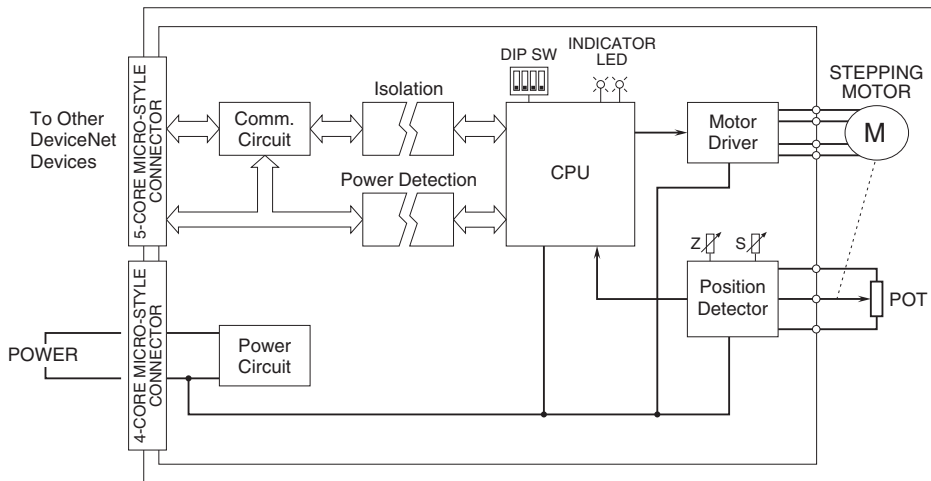 DIP SW
INDICATOR
LED
STEPPING
MOTOR
To Other
DeviceNet
Devices
5-CORE MICRO-STYLE
CONNECTOR
Comm.
Circuit
Isolation
Power Detection
CPU
Motor
Driver
M
Z
S
Position
Detector
POT
POWER
4-CORE MICRO-STYLE
CONNECTOR
Power
Circuit